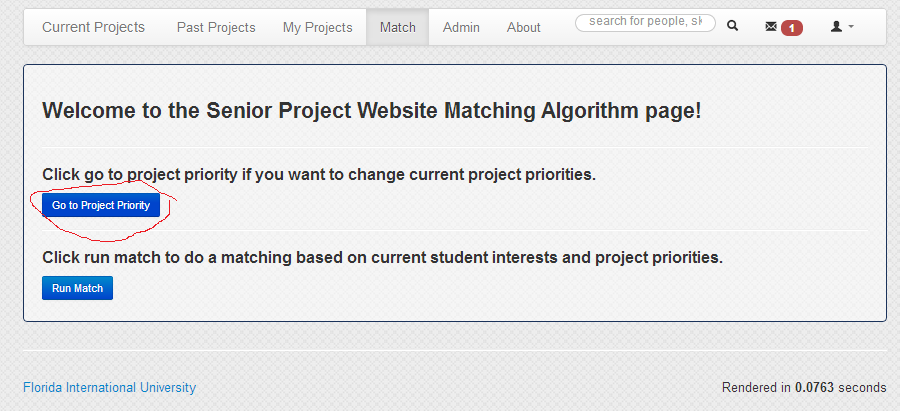 Current Projects Past Projects My Projects Match Admin About search for people, sk 1
Welcome to the Senior Project Website Matching Algorithm page!
Click go to project priority if you want to change current project priorities.
Go to Project Priority
Click run match to do a matching based on current student interests and project priorities.
Run Match
Florida International University Rendered in 0.0763 seconds